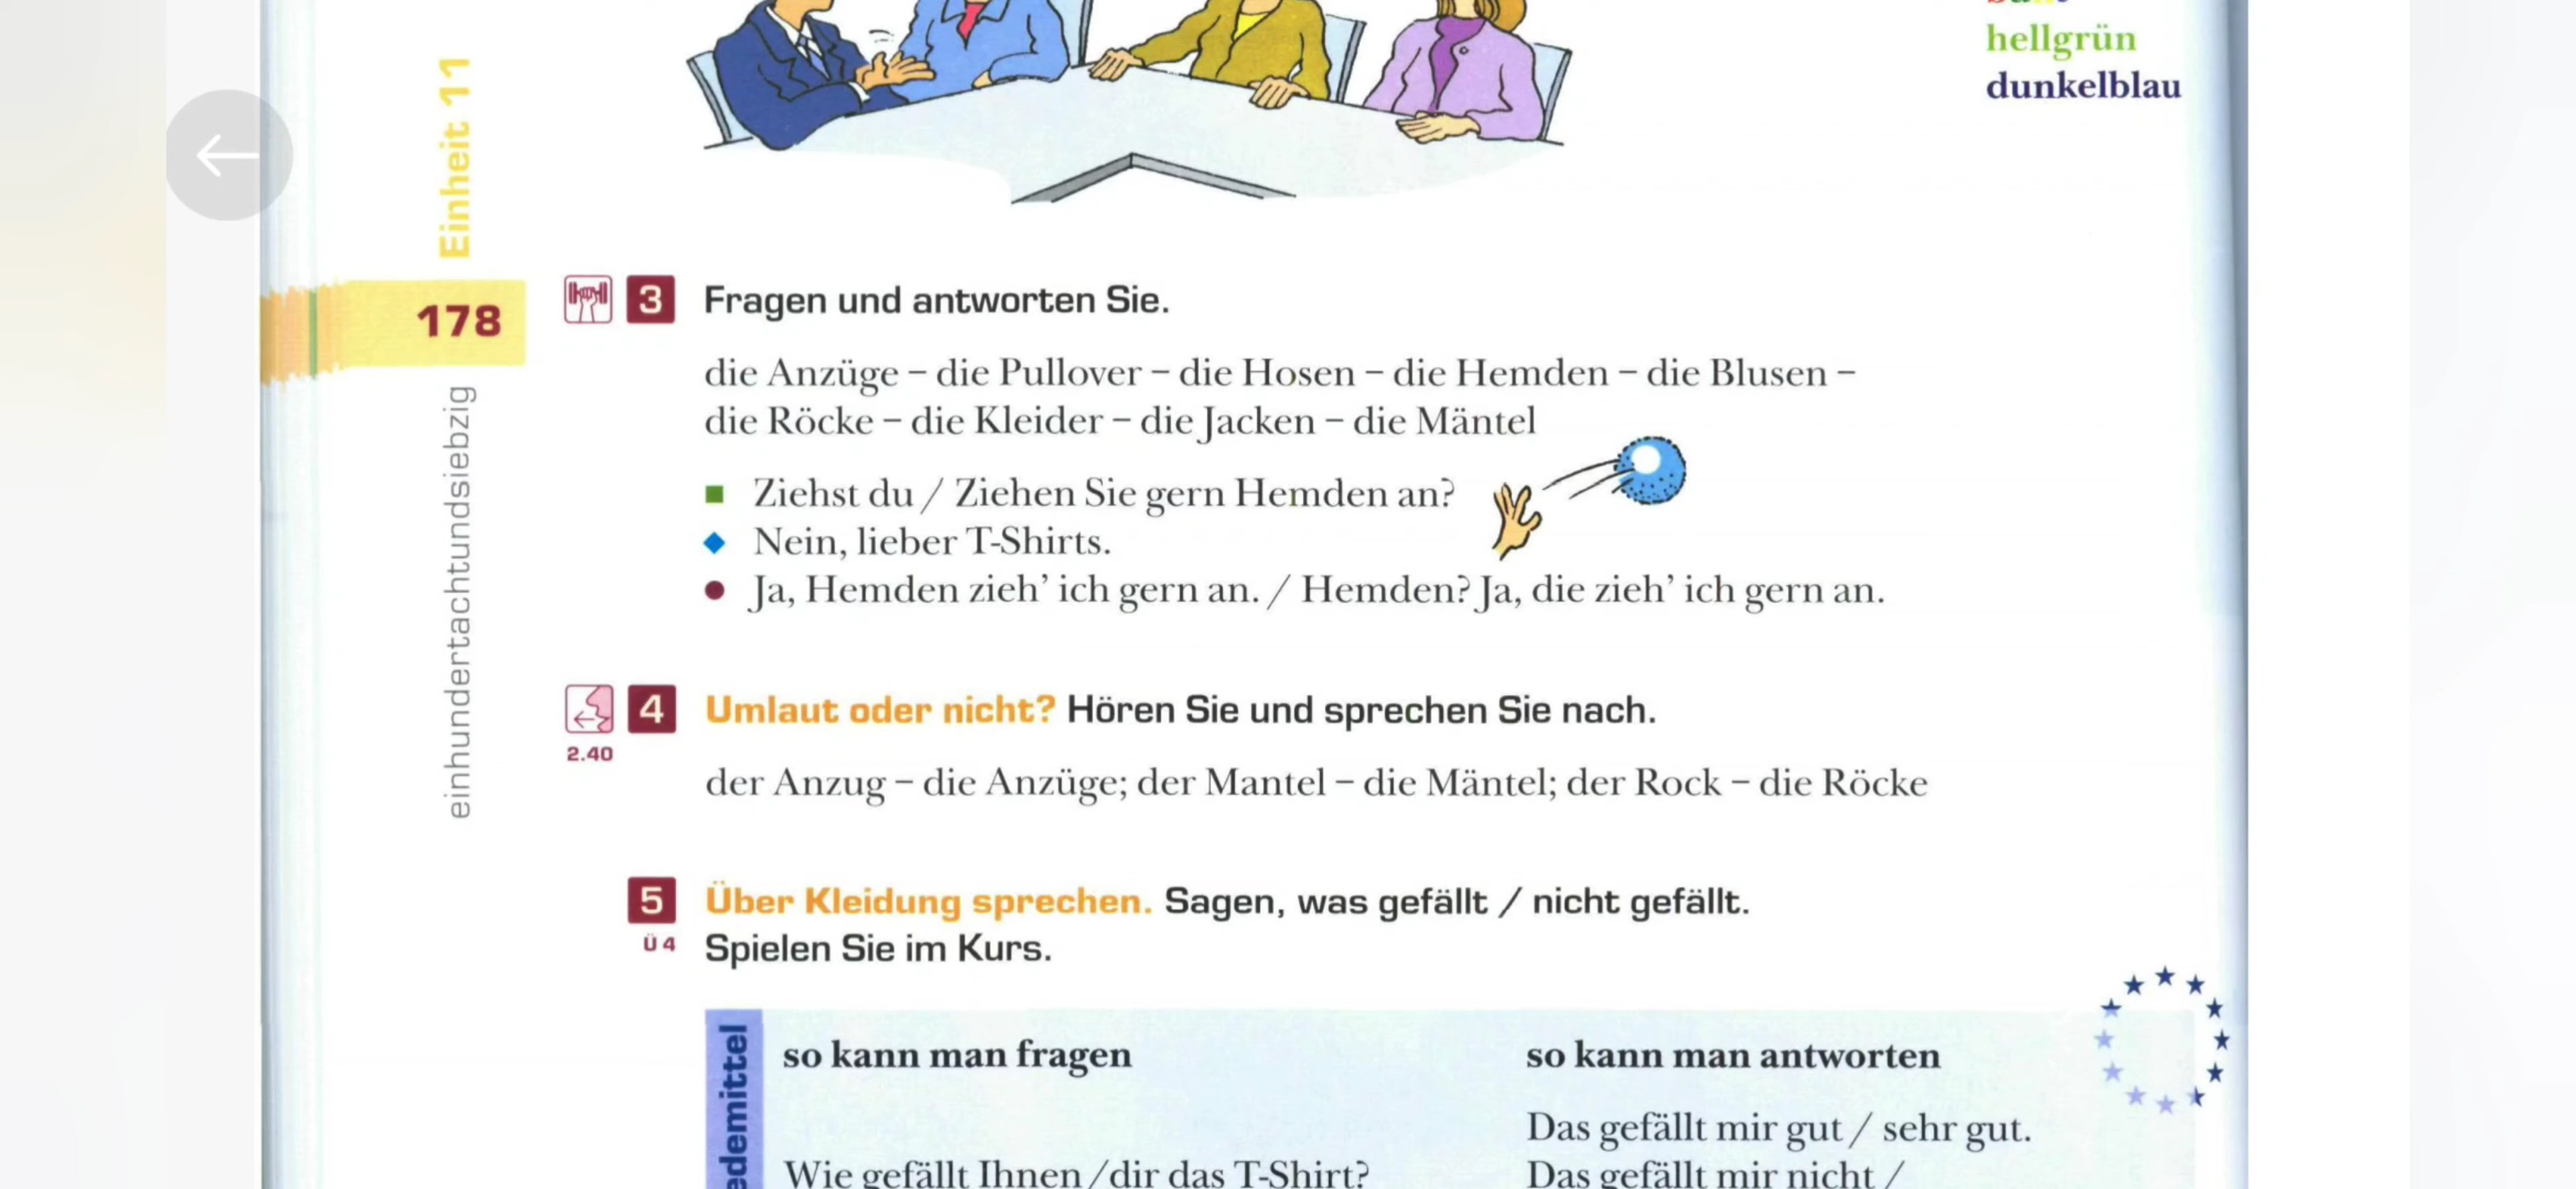 hellgrün
dunkelblau
Einheit 11
178
einhundertachtundsiebzig
3 Fragen und antworten Sie.
die Anzüge – die Pullover – die Hosen – die Hemden – die Blusen –
die Röcke – die Kleider – die Jacken – die Mäntel
Ziehst du / Ziehen Sie gern Hemden an?
Nein, lieber T-Shirts.
Ja, Hemden zieh’ ich gern an. / Hemden? Ja, die zieh’ ich gern an.
4 Umlaut oder nicht? Hören Sie und sprechen Sie nach.
2.40
der Anzug – die Anzüge; der Mantel – die Mäntel; der Rock – die Röcke
5 Über Kleidung sprechen. Sagen, was gefällt / nicht gefällt.
Ü 4 Spielen Sie im Kurs.
edemittel
so kann man fragen
so kann man antworten
Das gefällt mir gut / sehr gut.
Wie gefällt Ihnen/dir das T-Shirt?
Das gefällt mir nicht /